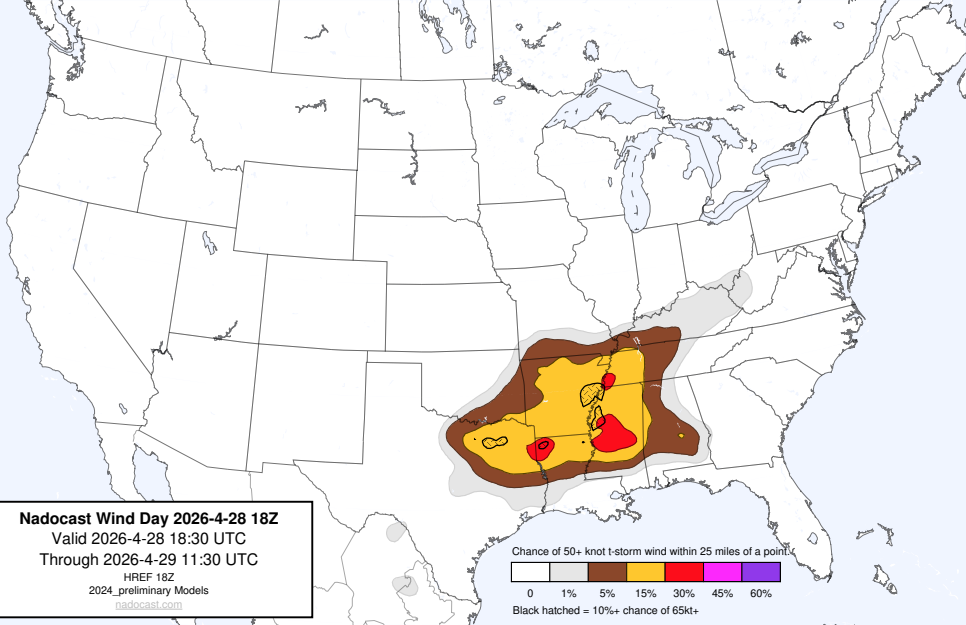 Nadocast Wind Day 2026-4-28 18Z
Valid 2026-4-28 18:30 UTC
Through 2026-4-29 11:30 UTC
HREF 18Z
2024_preliminary Models
nadocast.com
Chance of 50+ knot t-storm wind within 25 miles of a point.
0 1% 5% 15% 30% 45% 60%
Black hatched = 10%+ chance of 65kt+